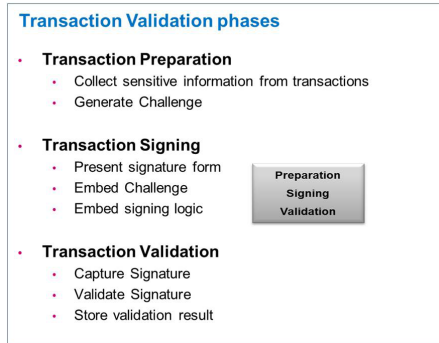 Transaction Validation phases
• Transaction Preparation
• Collect sensitive information from transactions
• Generate Challenge
• Transaction Signing
• Present signature form
• Embed Challenge
• Embed signing logic
Preparation
Signing
Validation
• Transaction Validation
• Capture Signature
• Validate Signature
• Store validation result